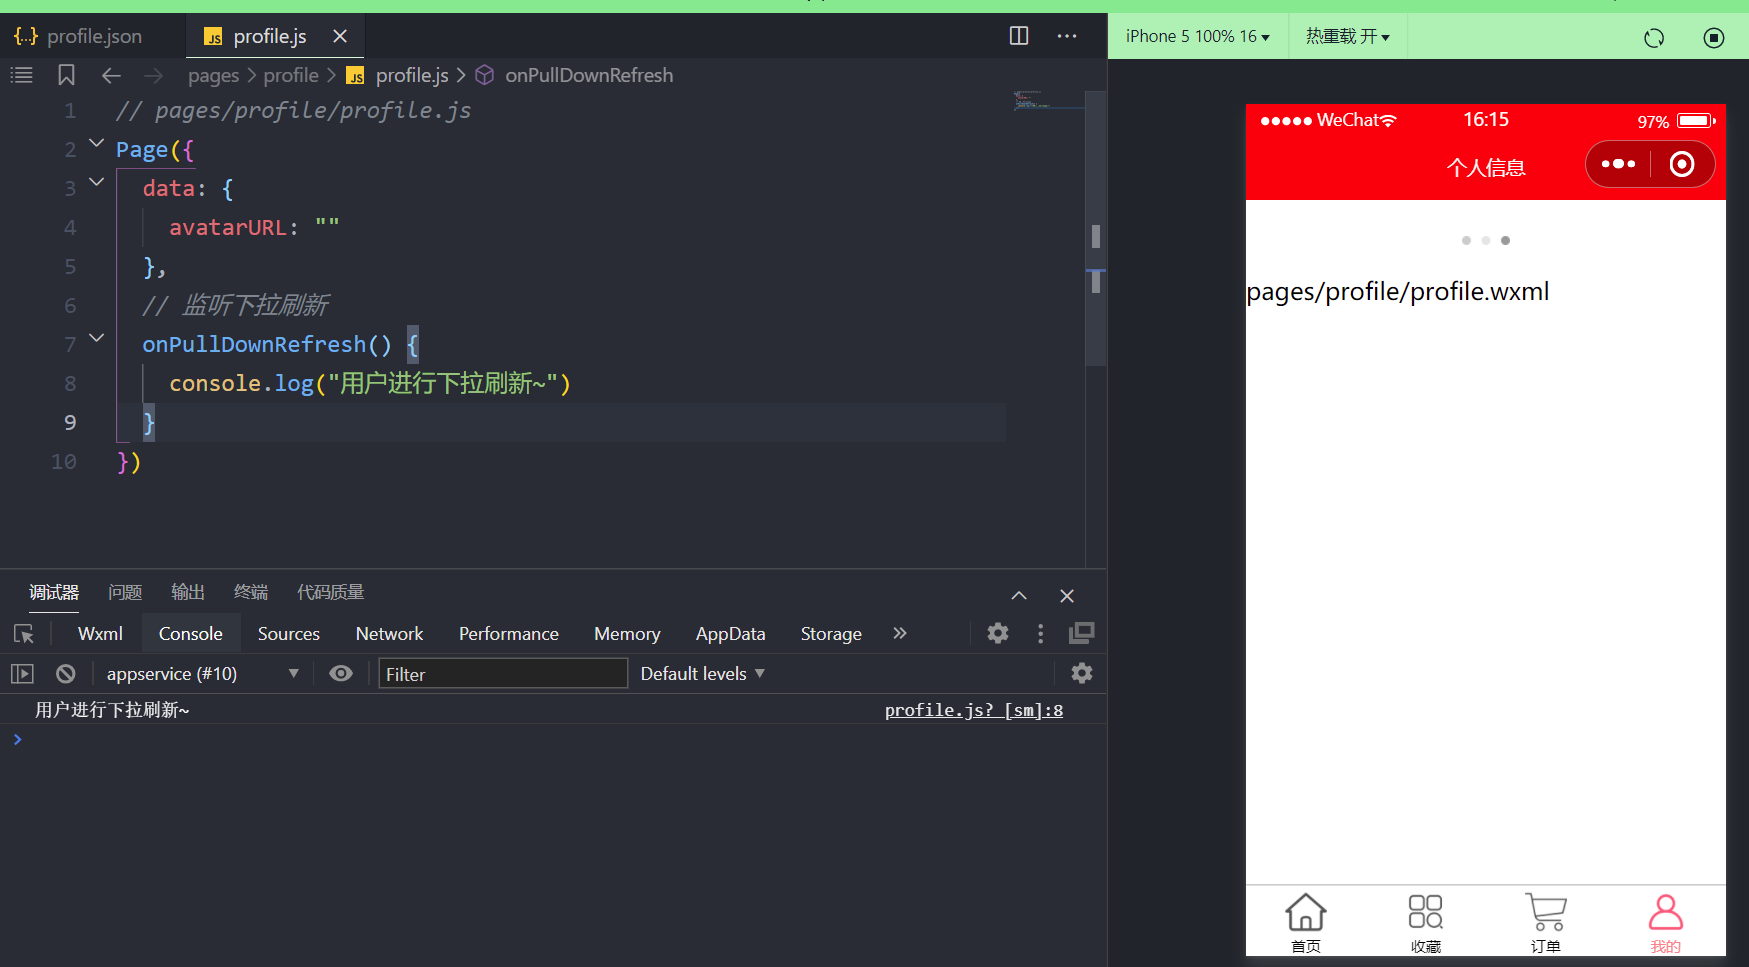 {..} profile.json
JS profile.js
pages > profile > JS profile.js > onPullDownRefresh
1 // pages/profile/profile.js
2 Page({
3 data: {
4 avatarURL: ""
5 },
6 // 监听下拉刷新
7 onPullDownRefresh() {
8 console.log("用户进行下拉刷新~")
9 }
10 })
调试器 问题 输出 终端 代码质量
Wxml Console Sources Network Performance Memory AppData Storage »
appservice (#10) Filter Default levels
用户进行下拉刷新~ profile.js? [sm]:8
>
iPhone 5 100% 16 热重载 开
WeChat 16:15 97%
个人信息
pages/profile/profile.wxml
首页 收藏 订单 我的